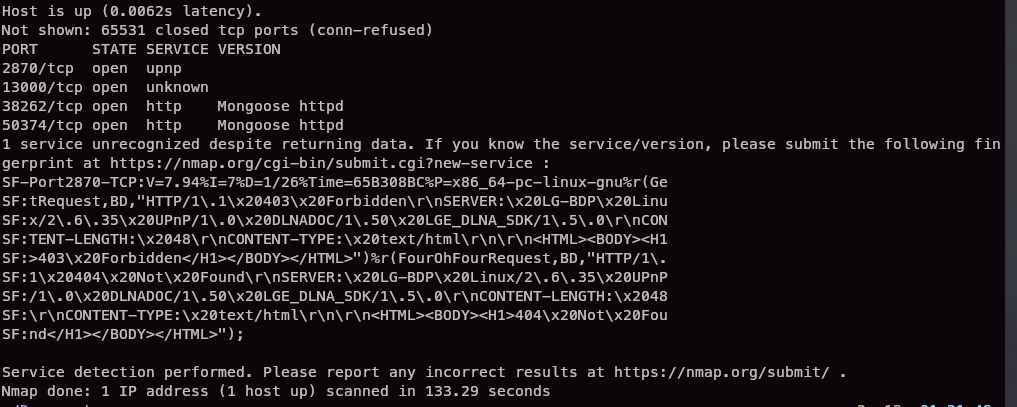 Host is up (0.0062s latency).
Not shown: 65531 closed tcp ports (conn-refused)
PORT      STATE SERVICE VERSION
2870/tcp  open  upnp
13000/tcp open  unknown
38262/tcp open  http    Mongoose httpd
50374/tcp open  http    Mongoose httpd
1 service unrecognized despite returning data. If you know the service/version, please submit the following fin
gerprint at https://nmap.org/cgi-bin/submit.cgi?new-service :
SF-Port2870-TCP:V=7.94%I=7%D=1/26%Time=65B308BC%P=x86_64-pc-linux-gnu%r(Ge
SF:tRequest,BD,"HTTP/1\.1\x20403\x20Forbidden\r\nSERVER:\x20LG-BDP\x20Linu
SF:x/2\.6\.35\x20UPnP/1\.0\x20DLNADOC/1\.50\x20LGE_DLNA_SDK/1\.5\.0\r\nCON
SF:TENT-LENGTH:\x2048\r\nCONTENT-TYPE:\x20text/html\r\n\r\n<HTML><BODY><H1
SF:>403\x20Forbidden</H1></BODY></HTML>")%r(FourOhFourRequest,BD,"HTTP/1\.
SF:1\x20404\x20Not\x20Found\r\nSERVER:\x20LG-BDP\x20Linux/2\.6\.35\x20UPnP
SF:/1\.0\x20DLNADOC/1\.50\x20LGE_DLNA_SDK/1\.5\.0\r\nCONTENT-LENGTH:\x2048
SF:\r\nCONTENT-TYPE:\x20text/html\r\n\r\n<HTML><BODY><H1>404\x20Not\x20Fou
SF:nd</H1></BODY></HTML>");

Service detection performed. Please report any incorrect results at https://nmap.org/submit/ .
Nmap done: 1 IP address (1 host up) scanned in 133.29 seconds